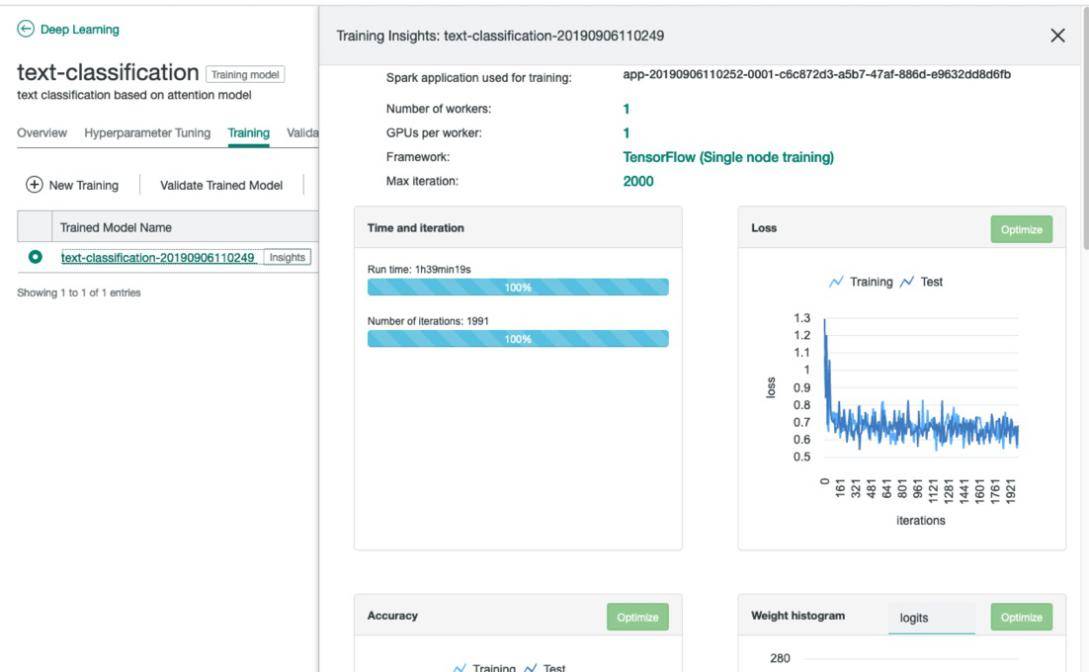 Deep Learning
text-classification Training model
text classification based on attention model
Overview Hyperparameter Tuning Training Valida
New Training Validate Trained Model
Trained Model Name
text-classification-20190906110249 Insights
Showing 1 to 1 of 1 entries
Training Insights: text-classification-20190906110249
Spark application used for training: app-20190906110252-0001-c6c872d3-a5b7-47af-886d-e9632dd8d6fb
Number of workers: 1
GPUs per worker: 1
Framework: TensorFlow (Single node training)
Max iteration: 2000
Time and iteration
Run time: 1h39min19s
100%
Number of iterations: 1991
100%
Loss Optimize
Training Test
1.3
1.2
1.1
1
0.9
0.8
0.7
0.6
0.5
loss
0 161 321 481 641 801 961 1121 1281 1441 1601 1761 1921
iterations
Accuracy Optimize
Training Test
Weight histogram logits Optimize
280